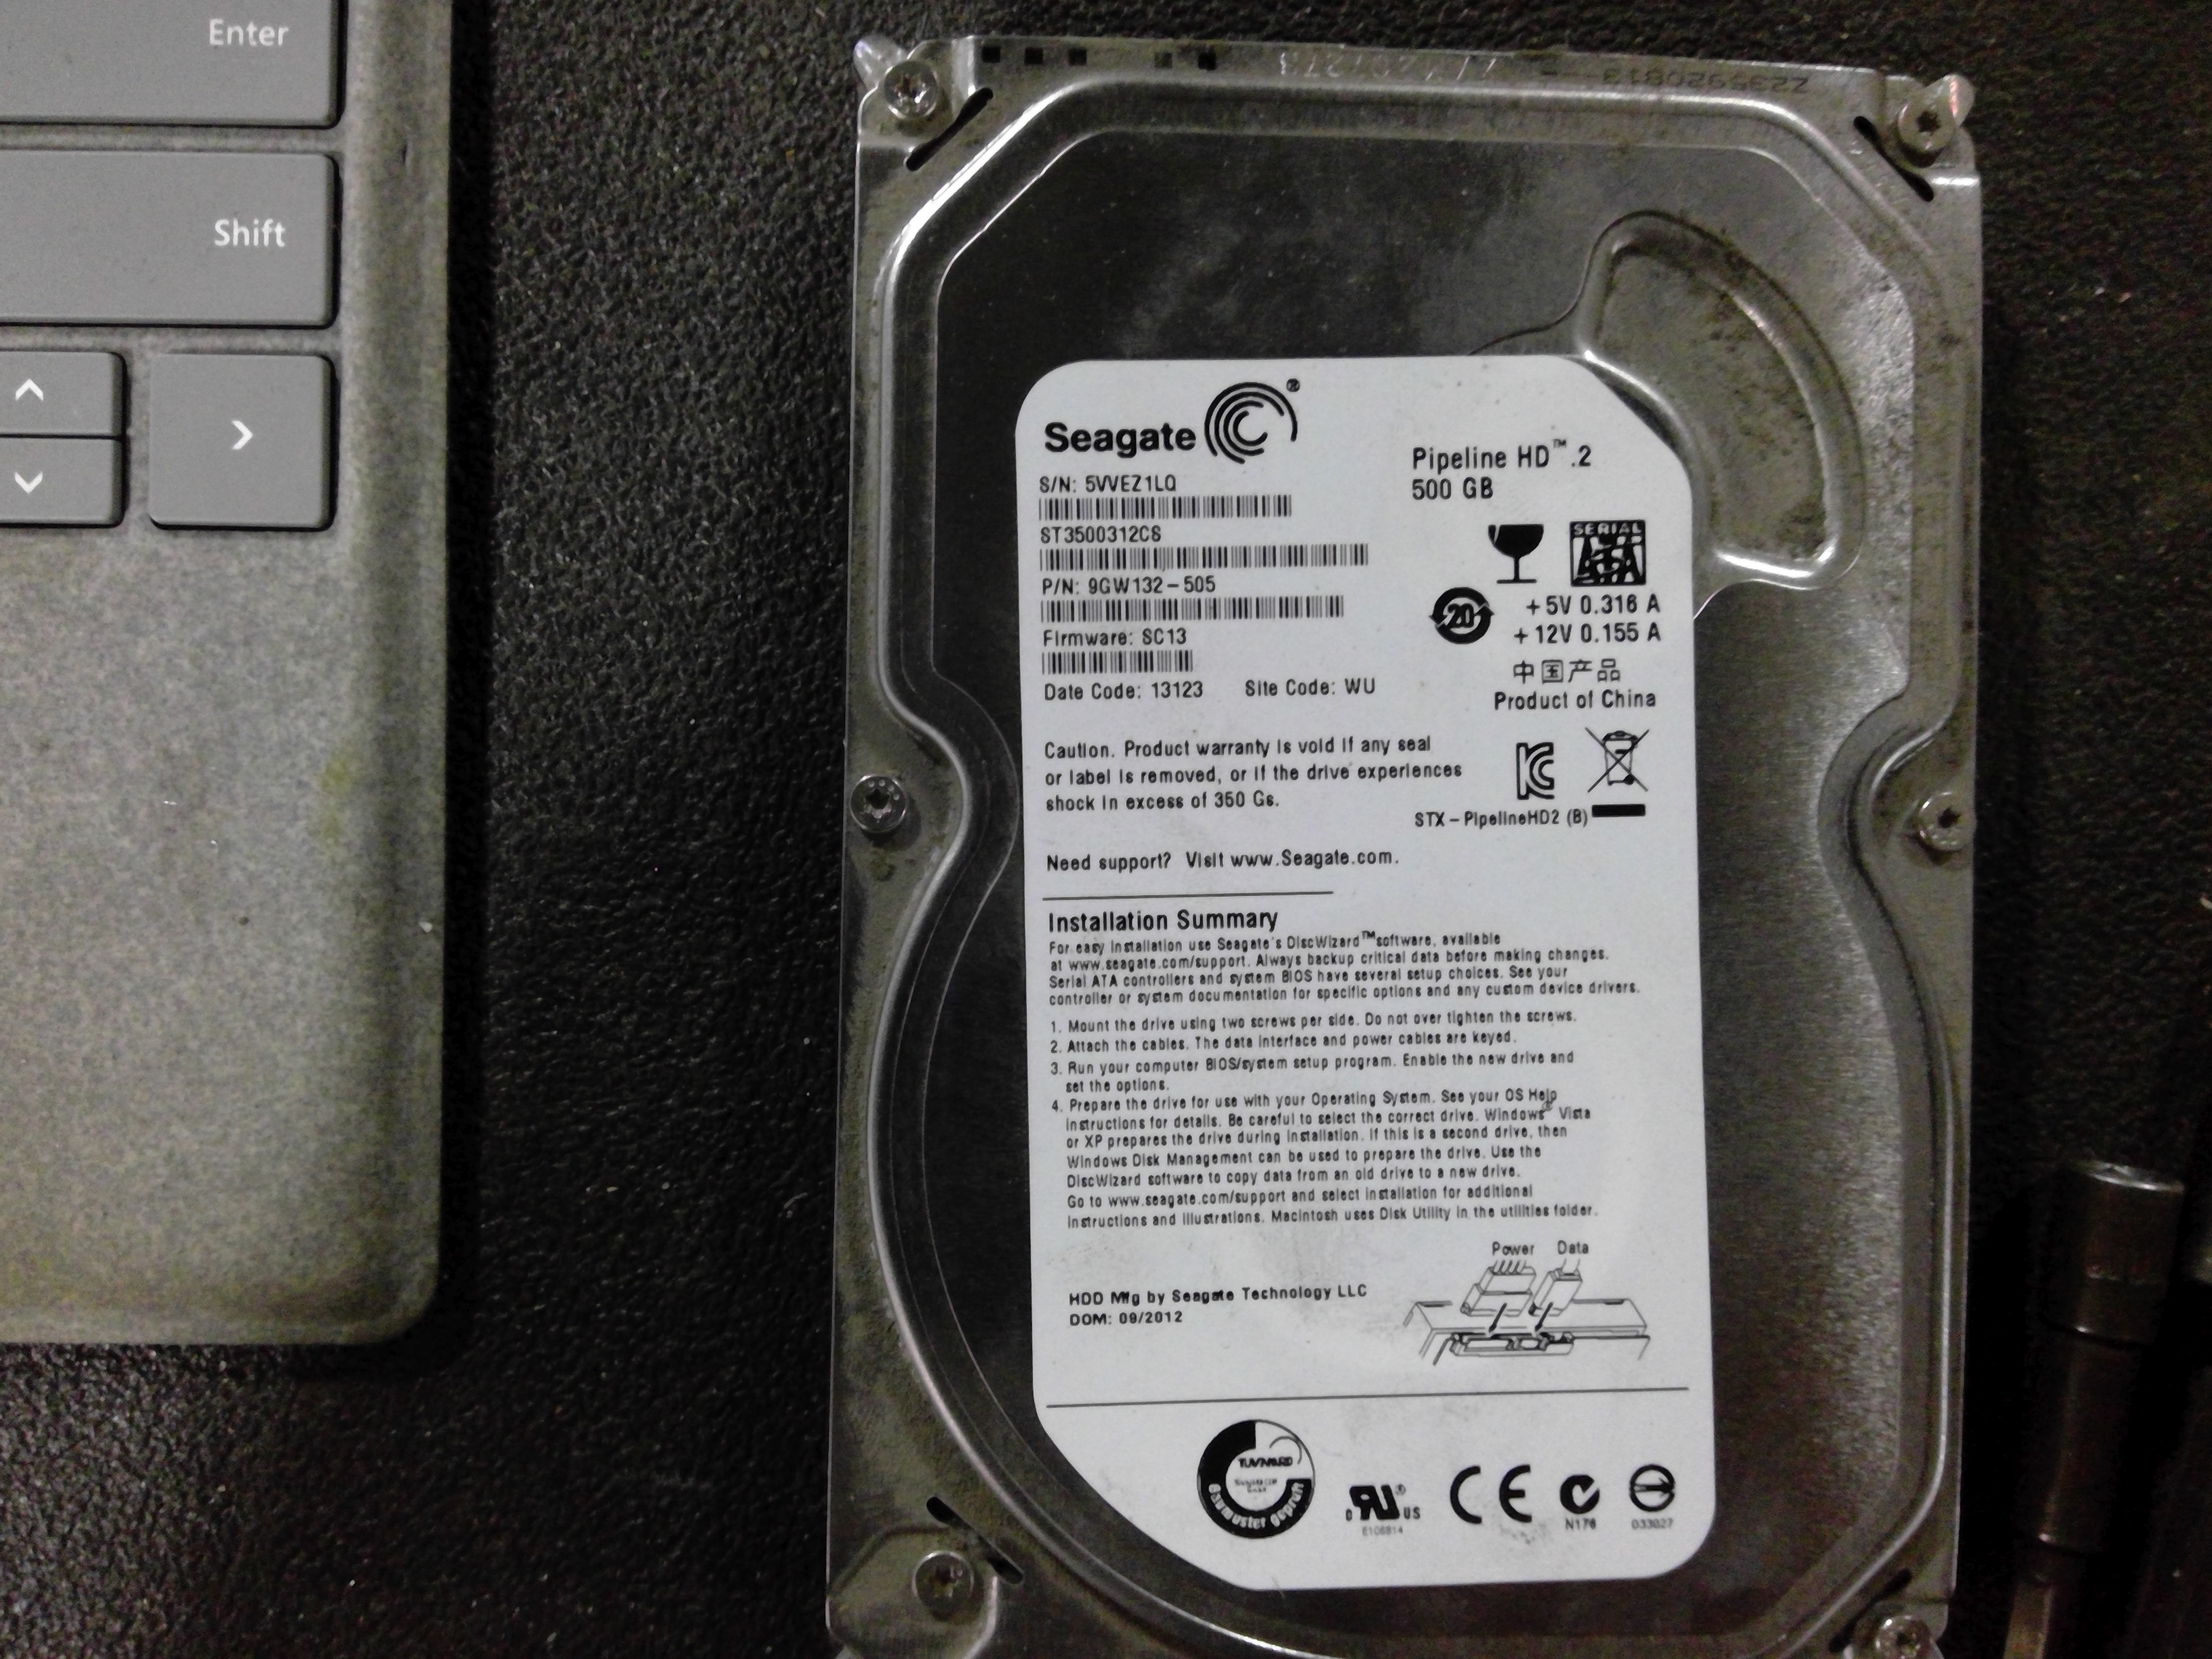 Enter
Shift
Seagate®
Pipeline HD™.2
500 GB
S/N: 5VVEZ1LQ
ST3500312CS
P/N: 9GW132-505
Firmware: SC13
Date Code: 13123 Site Code: WU
SERIAL
ATA
20
+5V 0.316 A
+12V 0.155 A
中国产品
Product of China
Caution. Product warranty is void if any seal
or label is removed, or if the drive experiences
shock in excess of 350 Gs.
STX-PipelineHD2 (B)
Need support? Visit www.Seagate.com.
Installation Summary
For easy installation use Seagate's DiscWizard™ software, available
at www.seagate.com/support. Always backup critical data before making changes.
Serial ATA controllers and system BIOS have several setup choices. See your
controller or system documentation for specific options and any custom device drivers.
1. Mount the drive using two screws per side. Do not over tighten the screws.
2. Attach the cables. The data interface and power cables are keyed.
3. Run your computer BIOS/system setup program. Enable the new drive and
set the options.
4. Prepare the drive for use with your Operating System. See your OS Help
instructions for details. Be careful to select the correct drive. Windows® Vista
or XP prepares the drive during installation. If this is a second drive, then
Windows Disk Management can be used to prepare the drive. Use the
DiscWizard software to copy data from an old drive to a new drive.
Go to www.seagate.com/support and select installation for additional
instructions and illustrations. Macintosh uses Disk Utility in the utilities folder.
Power Data
HDD Mfg by Seagate Technology LLC
DOM: 09/2012
geprüft
c RU® US
E108814
CE
N176
033027